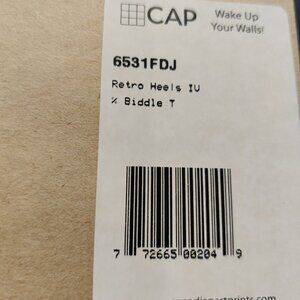 CAP
Wake Up
Your Walls!
6531FDJ
Retro Heels IV
% Biddle T
7 72665 00204 9